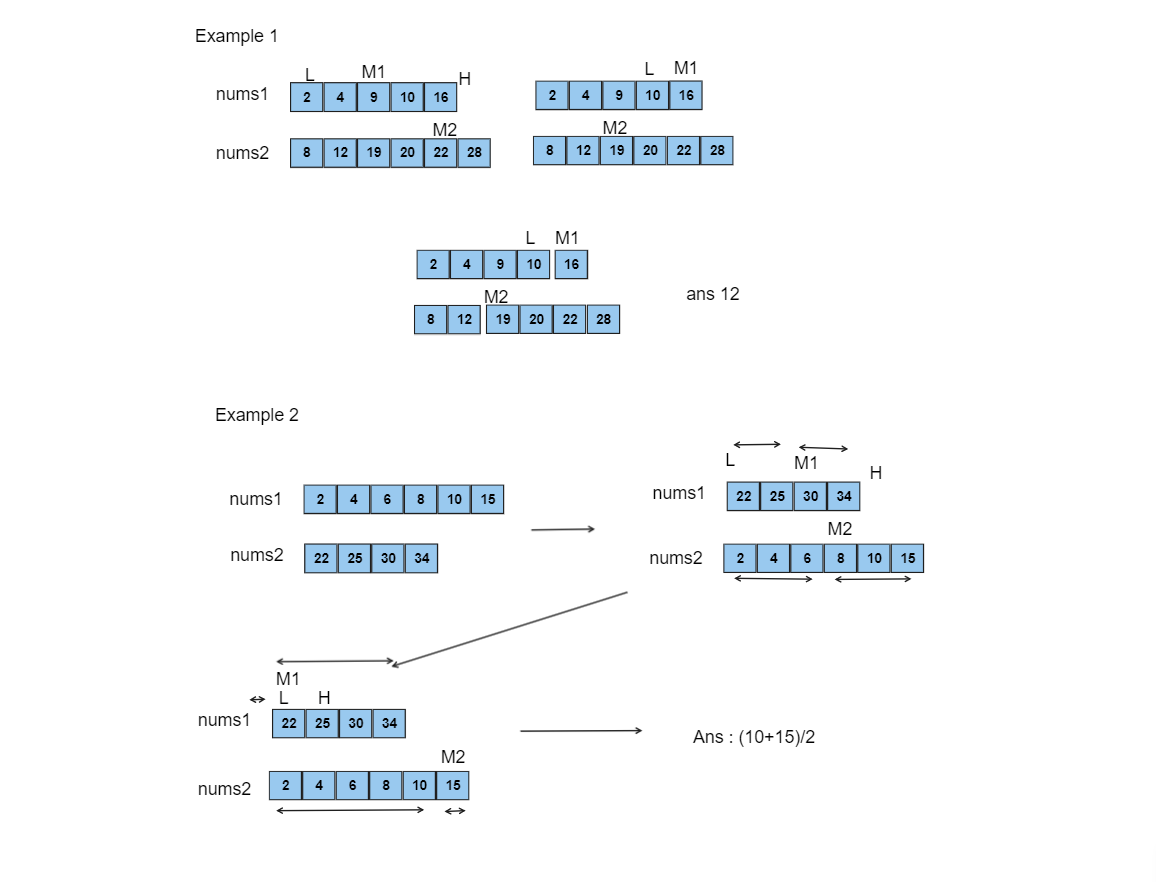 Example 1
L M1 H
nums1 2 4 9 10 16
M2
nums2 8 12 19 20 22 28
L M1
2 4 9 10 16
M2
8 12 19 20 22 28
L M1
2 4 9 10 16
M2
8 12 19 20 22 28
ans 12
Example 2
nums1 2 4 6 8 10 15
nums2 22 25 30 34
L M1 H
nums1 22 25 30 34
M2
nums2 2 4 6 8 10 15
M1
L H
nums1 22 25 30 34
M2
nums2 2 4 6 8 10 15
Ans : (10+15)/2